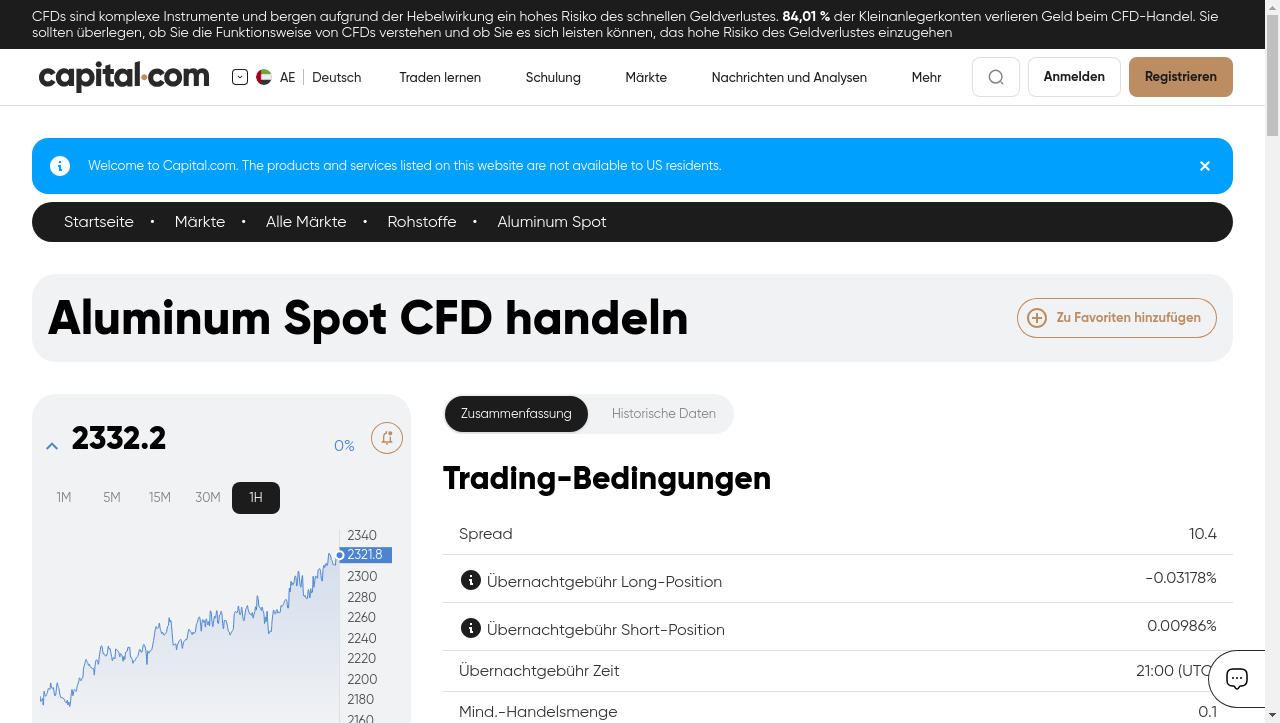 CFDs sind komplexe Instrumente und bergen aufgrund der Hebelwirkung ein hohes Risiko des schnellen Geldverlustes. 84,01 % der Kleinanlegerkonten verlieren Geld beim CFD-Handel. Sie
sollten überlegen, ob Sie die Funktionsweise von CFDs verstehen und ob Sie es sich leisten können, das hohe Risiko des Geldverlustes einzugehen
capital.com AE Deutsch Traden lernen Schulung Märkte Nachrichten und Analysen Mehr Anmelden Registrieren
Welcome to Capital.com. The products and services listed on this website are not available to US residents.
Startseite • Märkte • Alle Märkte • Rohstoffe • Aluminum Spot
Aluminum Spot CFD handeln
Zu Favoriten hinzufügen
2332.2
0%
1M 5M 15M 30M 1H
2340
2321.8
2300
2280
2260
2240
2220
2200
2180
2160
Zusammenfassung Historische Daten
Trading-Bedingungen
Spread 10.4
Übernachtgebühr Long-Position -0.03178%
Übernachtgebühr Short-Position 0.00986%
Übernachtgebühr Zeit 21:00 (UTC
Mind.-Handelsmenge 0.1